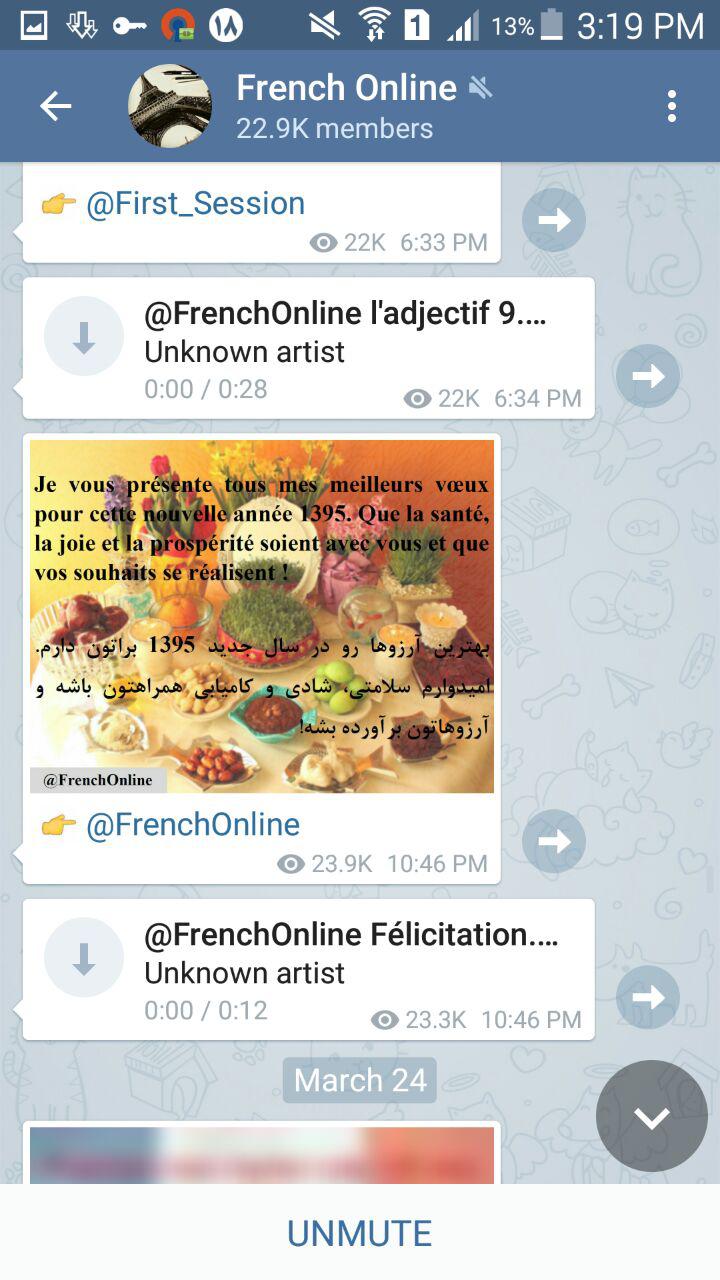 1 13% 3:19 PM
French Online
22.9K members
👉 @First_Session
22K 6:33 PM
@FrenchOnline l'adjectif 9....
Unknown artist
0:00 / 0:28
22K 6:34 PM
Je vous présente tous mes meilleurs vœux
pour cette nouvelle année 1395. Que la santé,
la joie et la prospérité soient avec vous et que
vos souhaits se réalisent !
بهترین آرزوها رو در سال جدید 1395 براتون دارم.
امیدوارم سلامتی، شادی و کامیابی همراهتون باشه و
آرزوهاتون برآورده بشه!
@FrenchOnline
👉 @FrenchOnline
23.9K 10:46 PM
@FrenchOnline Félicitation....
Unknown artist
0:00 / 0:12
23.3K 10:46 PM
March 24
UNMUTE